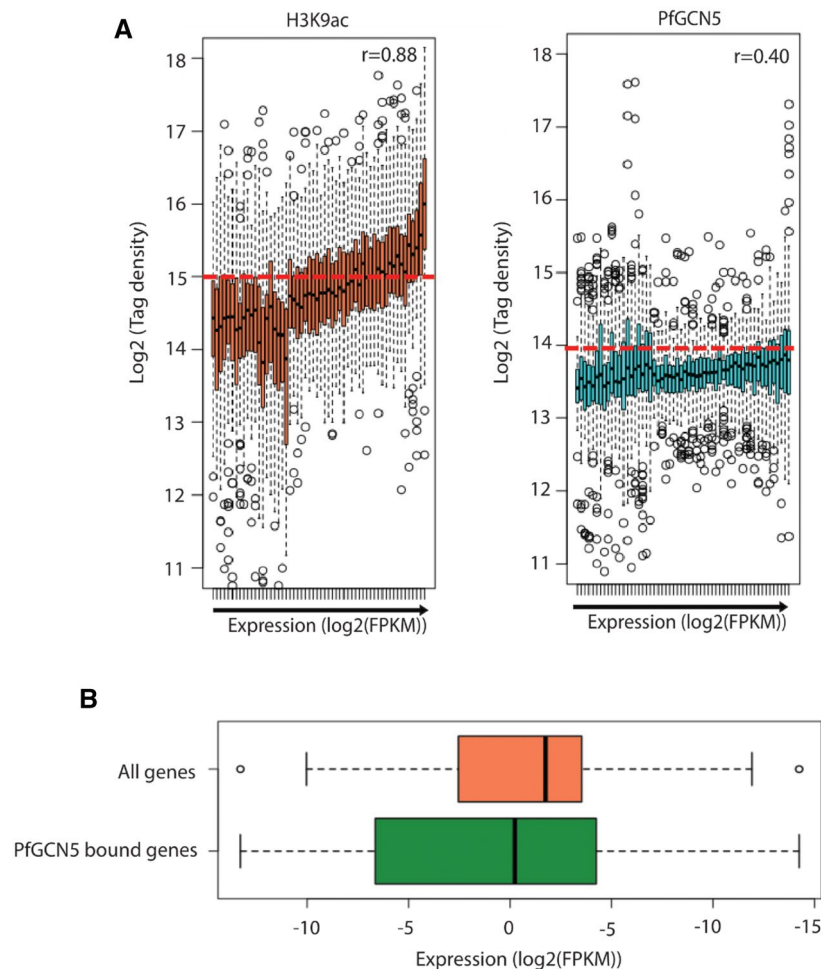 A
H3K9ac
r=0.88
18
17
16
15
14
13
12
11
Log2 (Tag density)
Expression (log2(FPKM))
PfGCN5
r=0.40
18
17
16
15
14
13
12
11
Log2 (Tag density)
Expression (log2(FPKM))
B
All genes
PfGCN5 bound genes
-10 -5 0 -5 -10 -15
Expression (log2(FPKM))